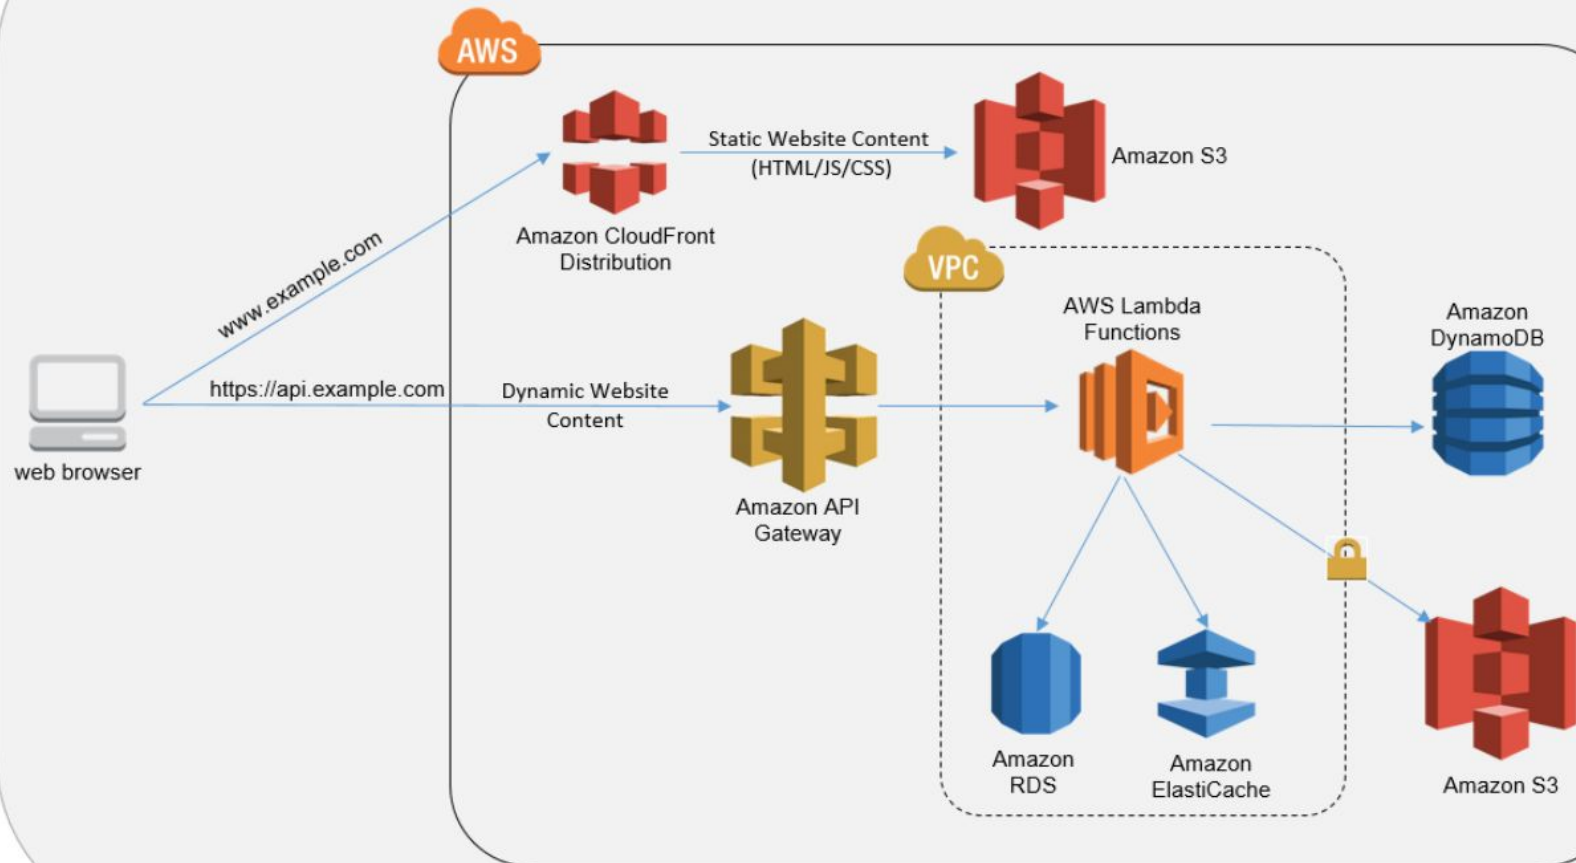 AWS
Static Website Content
(HTML/JS/CSS)
Amazon S3
Amazon CloudFront
Distribution
www.example.com
VPC
AWS Lambda
Functions
Amazon
DynamoDB
https://api.example.com
Dynamic Website
Content
web browser
Amazon API
Gateway
Amazon
RDS
Amazon
ElastiCache
Amazon S3